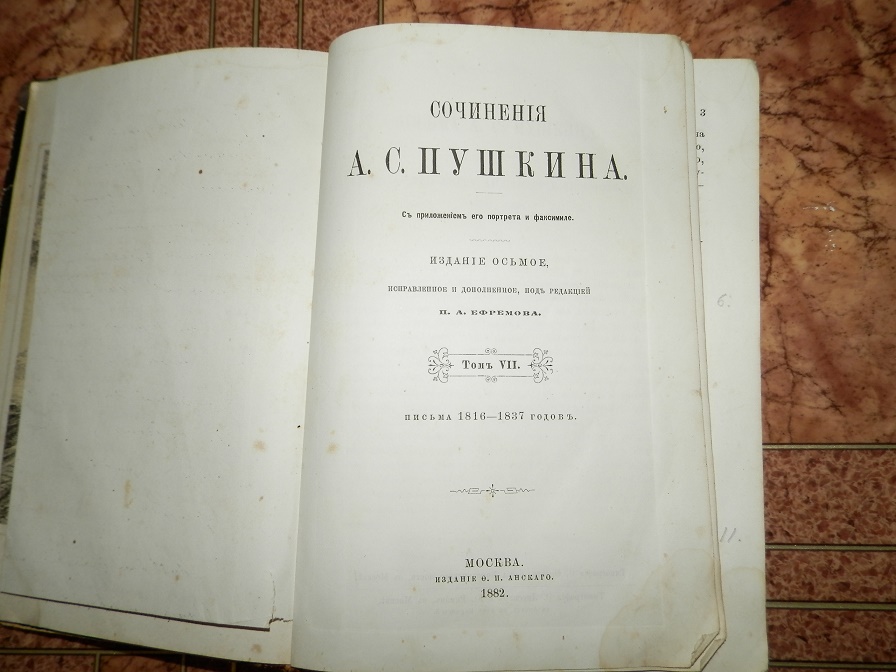 СОЧИНЕНІЯ
А. С. ПУШКИНА.
Съ приложеніемъ его портрета и факсимиле.
ИЗДАНІЕ ОСЬМОЕ,
ИСПРАВЛЕННОЕ И ДОПОЛНЕННОЕ, ПОДЪ РЕДАКЦІЕЙ
П. А. ЕФРЕМОВА.
Томъ VII.
ПИСЬМА 1816—1837 ГОДОВЪ.
МОСКВА.
ИЗДАНІЕ Ѳ. И. АНСКАГО.
1882.
3